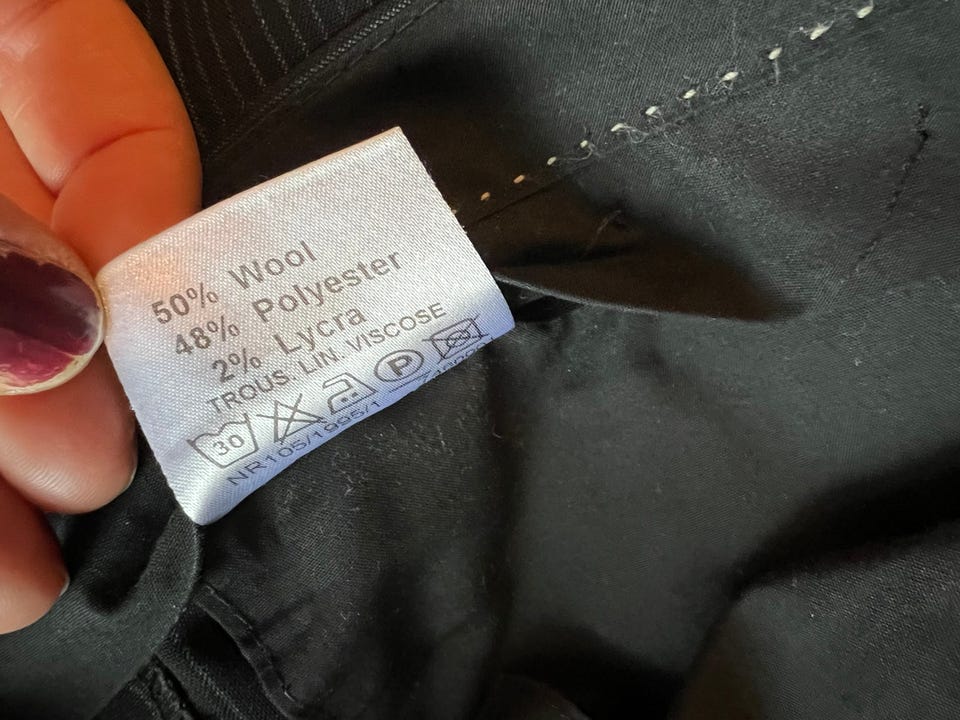 50% Wool
48% Polyester
2% Lycra
TROUS. LIN. VISCOSE
30 P
NR105/1995/1